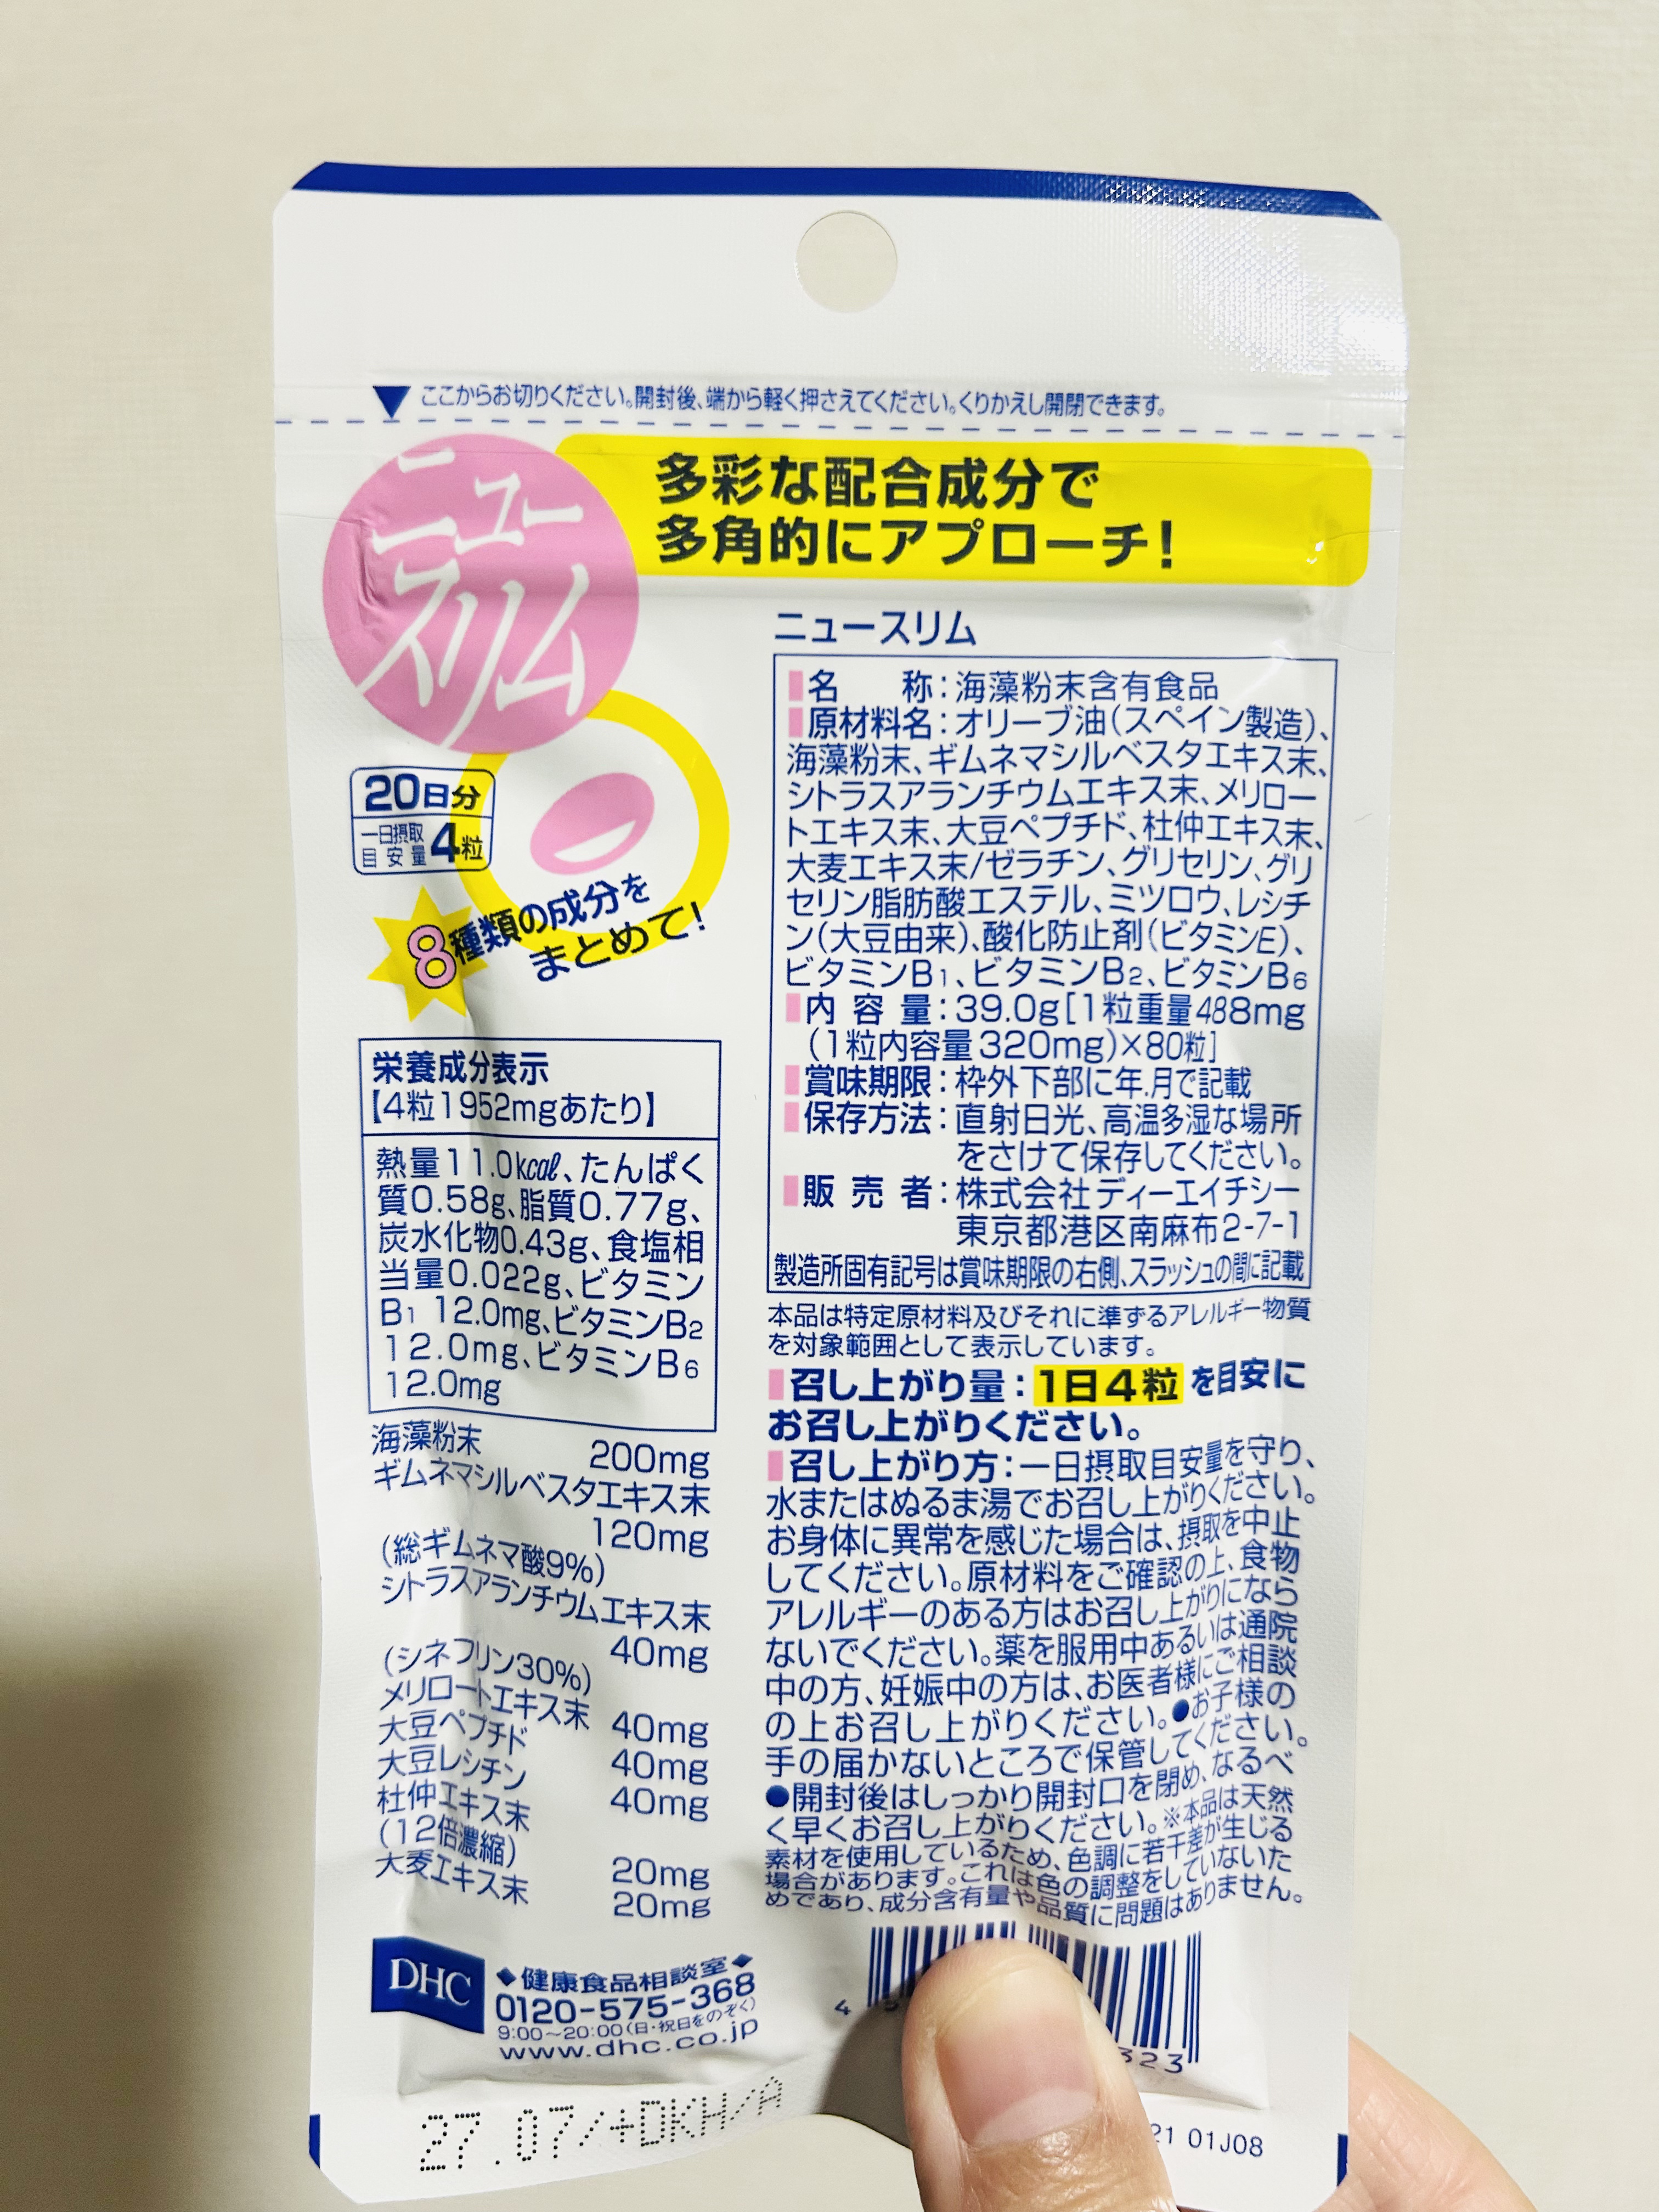 ここからお切りください。開封後、端から軽く押さえてください。くりかえし開閉できます。
ニュー
スリム
多彩な配合成分で
多角的にアプローチ!
20日分
一日摂取
目安量 4粒
8種類の成分を
まとめて!
栄養成分表示
【4粒1952mgあたり】
熱量11.0kcal、たんぱく
質0.58g、脂質0.77g、
炭水化物0.43g、食塩相
当量0.022g、ビタミン
B1 12.0mg、ビタミンB2
12.0mg、ビタミンB6
12.0mg
海藻粉末 200mg
ギムネマシルベスタエキス末
120mg
(総ギムネマ酸9%)
シトラスアランチウムエキス末
40mg
(シネフリン30%)
メリロートエキス末 40mg
大豆ペプチド 40mg
大豆レシチン 40mg
杜仲エキス末
(12倍濃縮) 20mg
大麦エキス末 20mg
DHC
◆健康食品相談室◆
0120-575-368
9:00〜20:00(日・祝日をのぞく)
www.dhc.co.jp
ニュースリム
名称:海藻粉末含有食品
原材料名:オリーブ油(スペイン製造)、
海藻粉末、ギムネマシルベスタエキス末、
シトラスアランチウムエキス末、メリロー
トエキス末、大豆ペプチド、杜仲エキス末、
大麦エキス末/ゼラチン、グリセリン、グリ
セリン脂肪酸エステル、ミツロウ、レシチ
ン(大豆由来)、酸化防止剤(ビタミンE)、
ビタミンB1、ビタミンB2、ビタミンB6
内容量:39.0g[1粒重量488mg
(1粒内容量320mg)×80粒]
賞味期限:枠外下部に年.月で記載
保存方法:直射日光、高温多湿な場所
をさけて保存してください。
販売者:株式会社ディーエイチシー
東京都港区南麻布2-7-1
製造所固有記号は賞味期限の右側、スラッシュの間に記載
本品は特定原材料及びそれに準ずるアレルギー物質
を対象範囲として表示しています。
召し上がり量:1日4粒を目安に
お召し上がりください。
召し上がり方:一日摂取目安量を守り、
水またはぬるま湯でお召し上がりください。
お身体に異常を感じた場合は、摂取を中止
してください。原材料をご確認の上、食物
アレルギーのある方はお召し上がりになら
ないでください。薬を服用中あるいは通院
中の方、妊娠中の方は、お医者様にご相談
の上お召し上がりください。●お子様の
手の届かないところで保管してください。
●開封後はしっかり開封口を閉め、なるべ
く早くお召し上がりください。※本品は天然
素材を使用しているため、色調に若干差が生じる
場合があります。これは色の調整をしていないた
めであり、成分含有量や品質に問題はありません。
4
323
27.07/+DKH/A
21 01J08